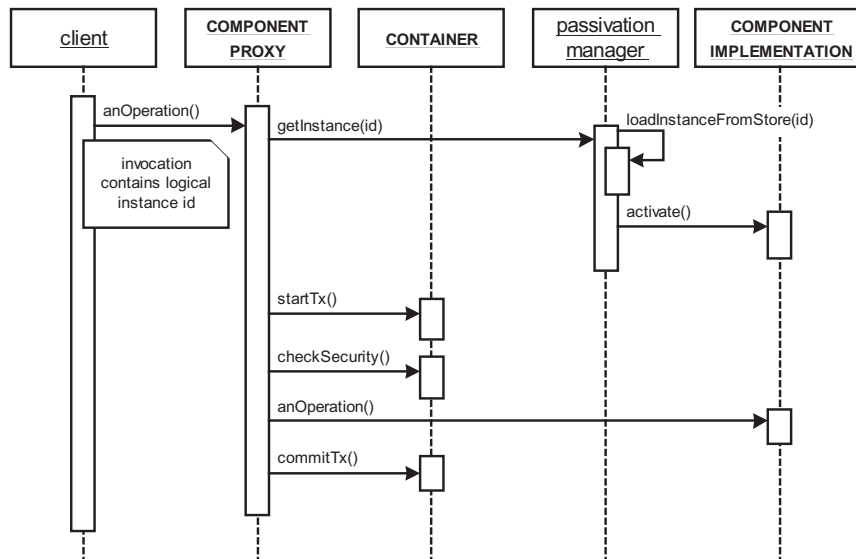 client
COMPONENT
PROXY
CONTAINER
passivation
manager
COMPONENT
IMPLEMENTATION
anOperation()
invocation
contains logical
instance id
getInstance(id)
loadInstanceFromStore(id)
activate()
startTx()
checkSecurity()
anOperation()
commitTx()